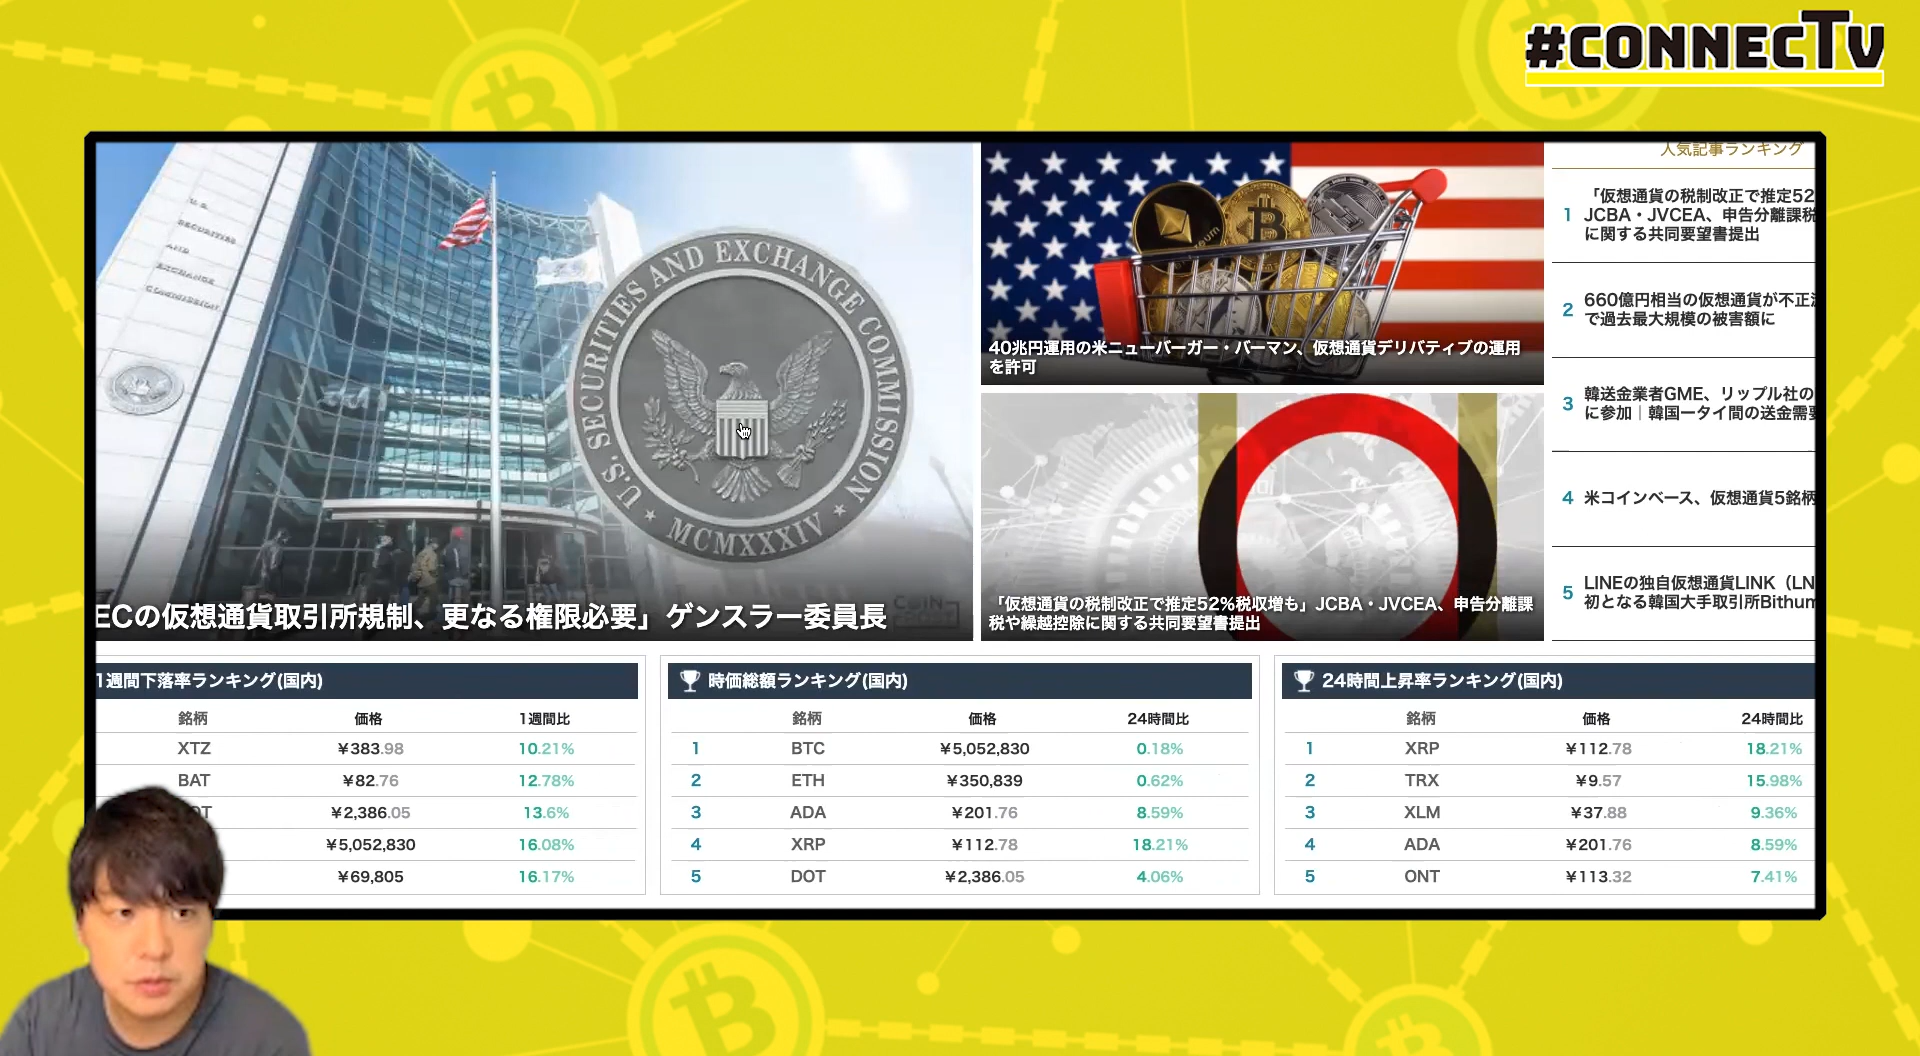 #CONNECTV
U.S.
SECURITIES
AND
EXCHANGE
COMMISSION
U.S. SECURITIES AND EXCHANGE COMMISSION
MCMXXXIV
ECの仮想通貨取引所規制、更なる権限必要」ゲンスラー委員長
40兆円運用の米ニューバーガー・バーマン、仮想通貨デリバティブの運用
を許可
「仮想通貨の税制改正で推定52%税収増も」JCBA・JVCEA、申告分離課
税や繰越控除に関する共同要望書提出
人気記事ランキング
1
「仮想通貨の税制改正で推定52
JCBA・JVCEA、申告分離課税
に関する共同要望書提出
2
660億円相当の仮想通貨が不正
で過去最大規模の被害額に
3
韓送金業者GME、リップル社の
に参加｜韓国ータイ間の送金需要
4 米コインベース、仮想通貨5銘柄
5
LINEの独自仮想通貨LINK（LN
初となる韓国大手取引所Bithum
1週間下落率ランキング(国内)
銘柄 価格 1週間比
XTZ ¥383.98 10.21%
BAT ¥82.76 12.78%
OT ¥2,386.05 13.6%
¥5,052,830 16.08%
¥69,805 16.17%
時価総額ランキング(国内)
銘柄 価格 24時間比
1 BTC ¥5,052,830 0.18%
2 ETH ¥350,839 0.62%
3 ADA ¥201.76 8.59%
4 XRP ¥112.78 18.21%
5 DOT ¥2,386.05 4.06%
24時間上昇率ランキング(国内)
銘柄 価格 24時間比
1 XRP ¥112.78 18.21%
2 TRX ¥9.57 15.98%
3 XLM ¥37.88 9.36%
4 ADA ¥201.76 8.59%
5 ONT ¥113.32 7.41%